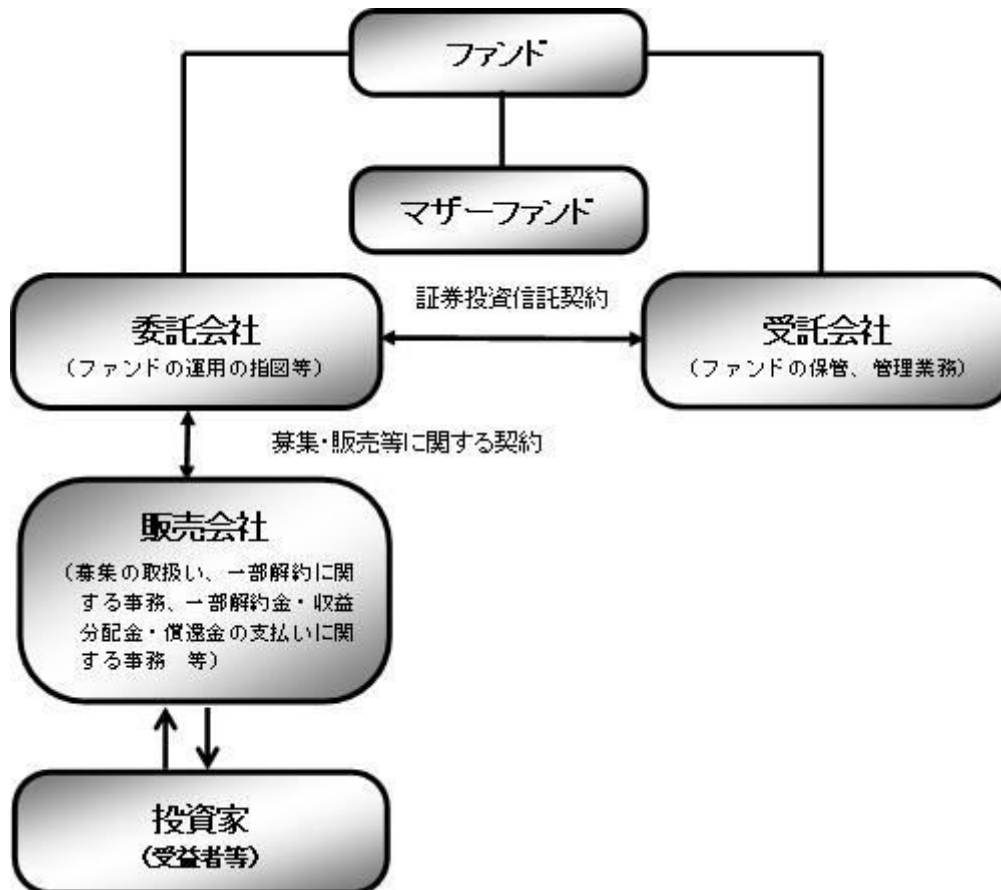 ファンド
マザーファンド
証券投資信託契約
委託会社
（ファンドの運用の指図等）
受託会社
（ファンドの保管、管理業務）
募集・販売等に関する契約
販売会社
（募集の取扱い、一部解約に関
する事務、一部解約金・収益
分配金・償還金の支払いに関
する事務　等）
投資家
（受益者等）